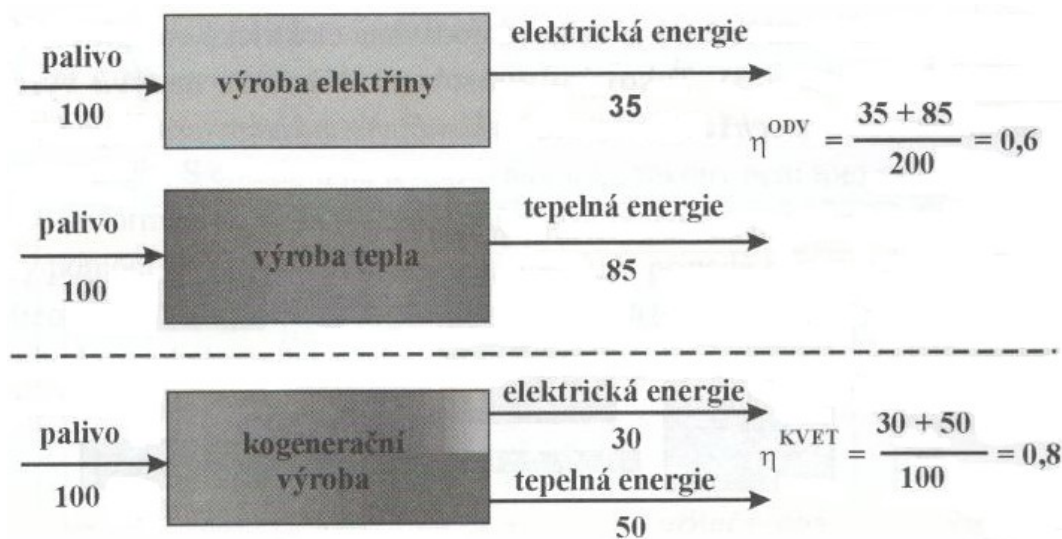 palivo
100
výroba elektřiny
elektrická energie
35
palivo
100
výroba tepla
tepelná energie
85
η^ODV = (35 + 85) / 200 = 0,6
palivo
100
kogenerační
výroba
elektrická energie
30
tepelná energie
50
η^KVET = (30 + 50) / 100 = 0,8